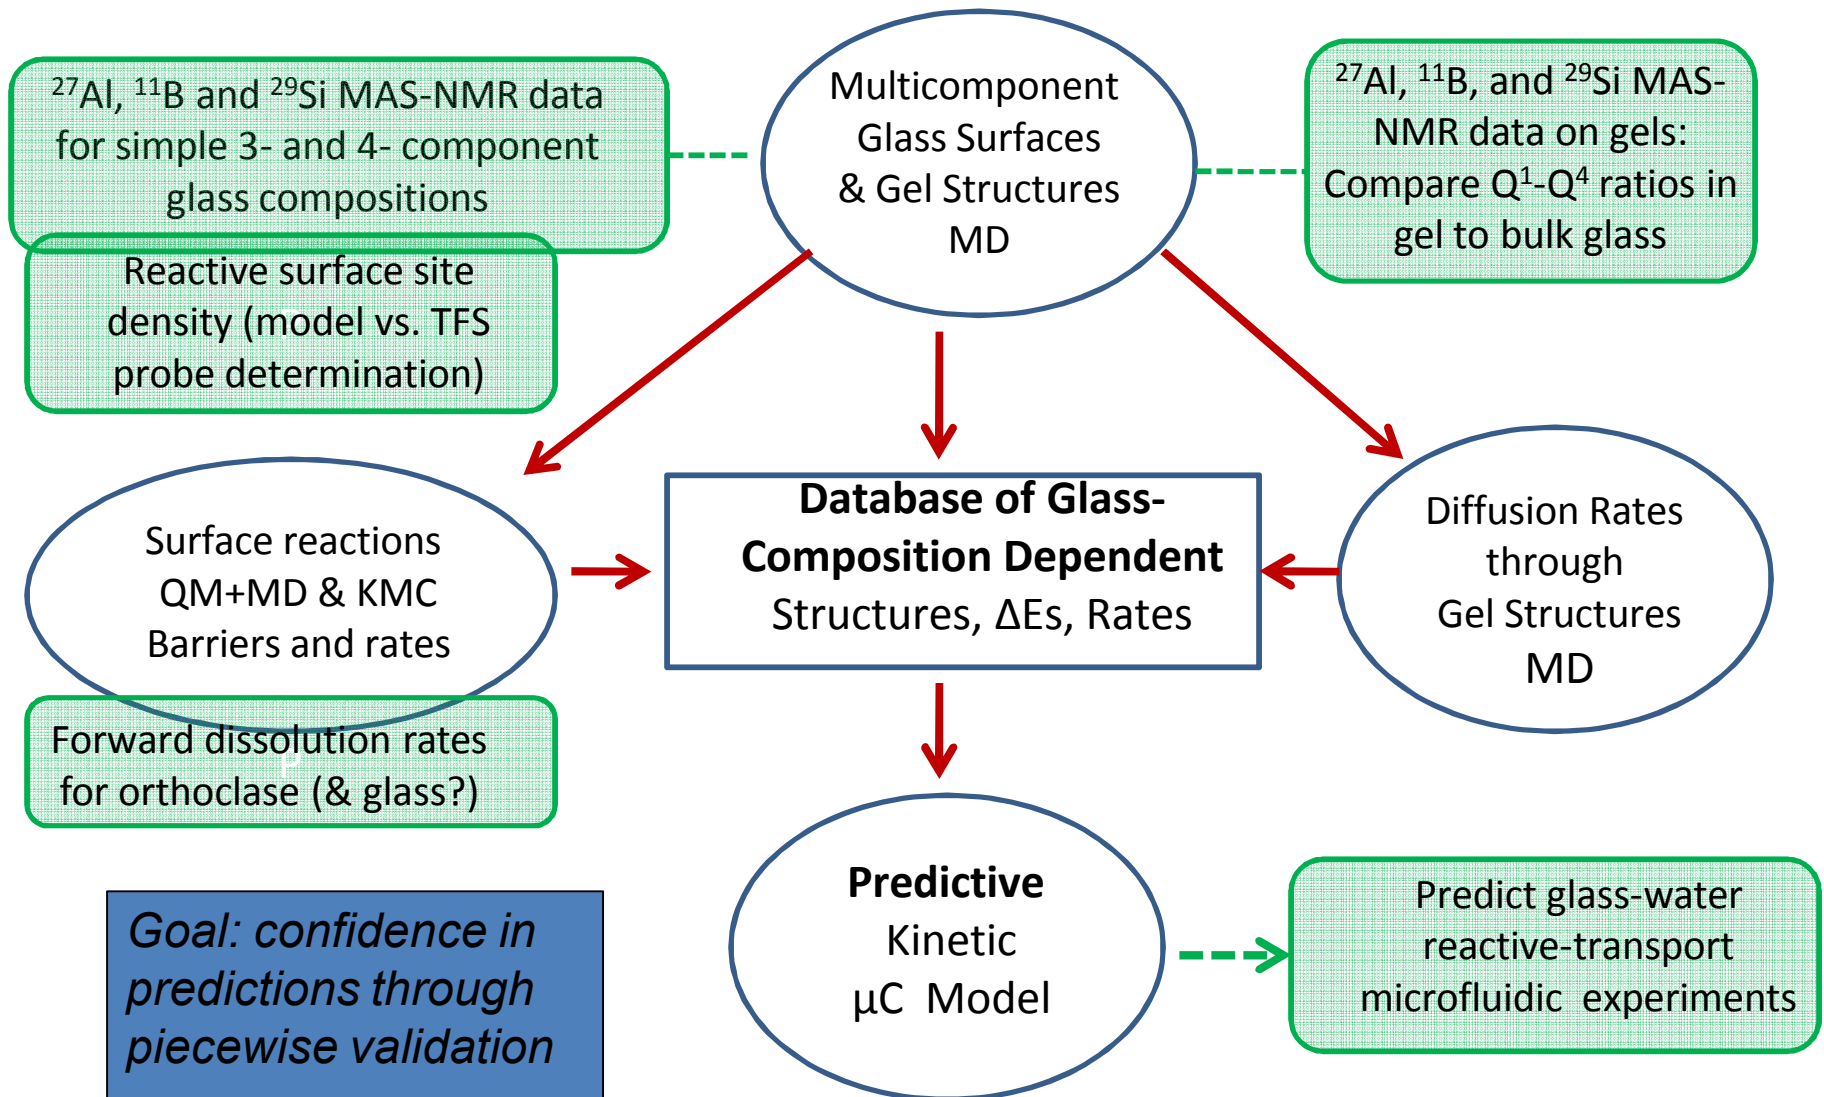 ²⁷Al, ¹¹B and ²⁹Si MAS-NMR data
for simple 3- and 4- component
glass compositions
Reactive surface site
density (model vs. TFS
probe determination)
Multicomponent
Glass Surfaces
& Gel Structures
MD
²⁷Al, ¹¹B, and ²⁹Si MAS-
NMR data on gels:
Compare Q¹-Q⁴ ratios in
gel to bulk glass
Surface reactions
QM+MD & KMC
Barriers and rates
Forward dissolution rates
for orthoclase (& glass?)
P
Database of Glass-
Composition Dependent
Structures, ΔEs, Rates
Diffusion Rates
through
Gel Structures
MD
Goal: confidence in
predictions through
piecewise validation
Predictive
Kinetic
μC Model
Predict glass-water
reactive-transport
microfluidic experiments